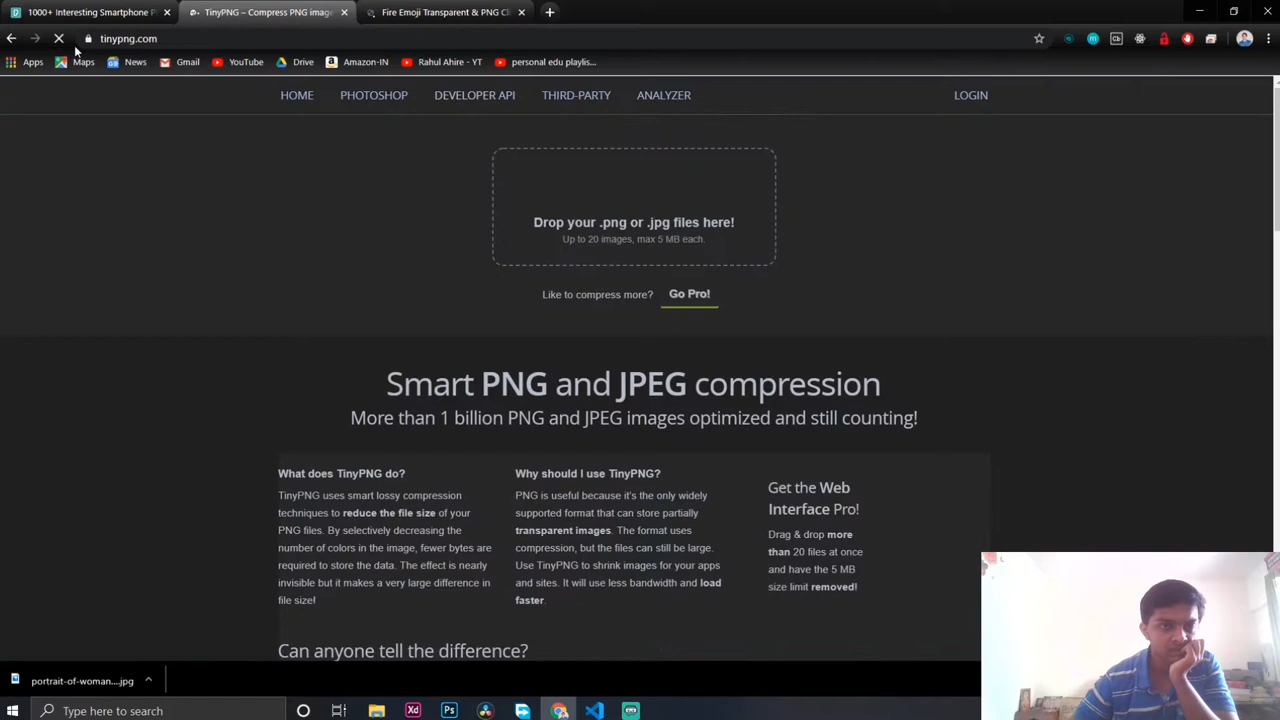 1000+ Interesting Smartphone P
TinyPNG – Compress PNG image
Fire Emoji Transparent & PNG Cl
tinypng.com
Apps
Maps
News
Gmail
YouTube
Drive
Amazon-IN
Rahul Ahire - YT
personal edu playlis...
HOME
PHOTOSHOP
DEVELOPER API
THIRD-PARTY
ANALYZER
LOGIN
Drop your .png or .jpg files here!
Up to 20 images, max 5 MB each.
Like to compress more?
Go Pro!
Smart PNG and JPEG compression
More than 1 billion PNG and JPEG images optimized and still counting!
What does TinyPNG do?
TinyPNG uses smart lossy compression
techniques to reduce the file size of your
PNG files. By selectively decreasing the
number of colors in the image, fewer bytes are
required to store the data. The effect is nearly
invisible but it makes a very large difference in
file size!
Why should I use TinyPNG?
PNG is useful because it's the only widely
supported format that can store partially
transparent images. The format uses
compression, but the files can still be large.
Use TinyPNG to shrink images for your apps
and sites. It will use less bandwidth and load
faster.
Get the Web
Interface Pro!
Drag & drop more
than 20 files at once
and have the 5 MB
size limit removed!
Can anyone tell the difference?
portrait-of-woman....jpg
Type here to search
Xd
Ps